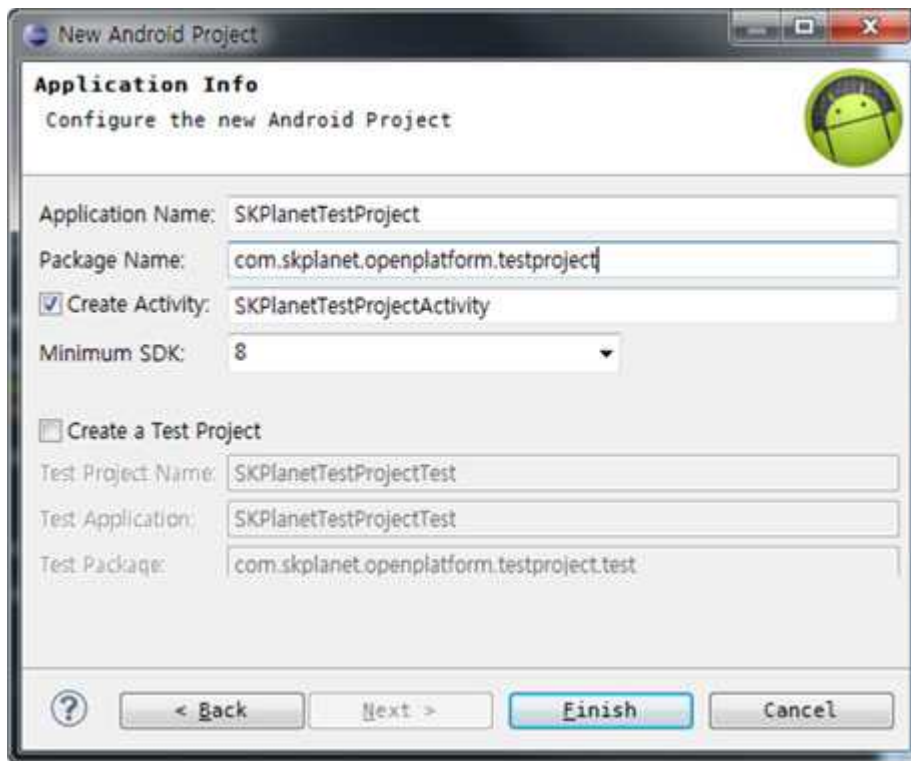 New Android Project
Application Info
Configure the new Android Project
Application Name: SKPlanetTestProject
Package Name: com.skplanet.openplatform.testproject
Create Activity: SKPlanetTestProjectActivity
Minimum SDK: 8
Create a Test Project
Test Project Name: SKPlanetTestProjectTest
Test Application: SKPlanetTestProjectTest
Test Package: com.skplanet.openplatform.testproject.test
? < Back Next > Finish Cancel